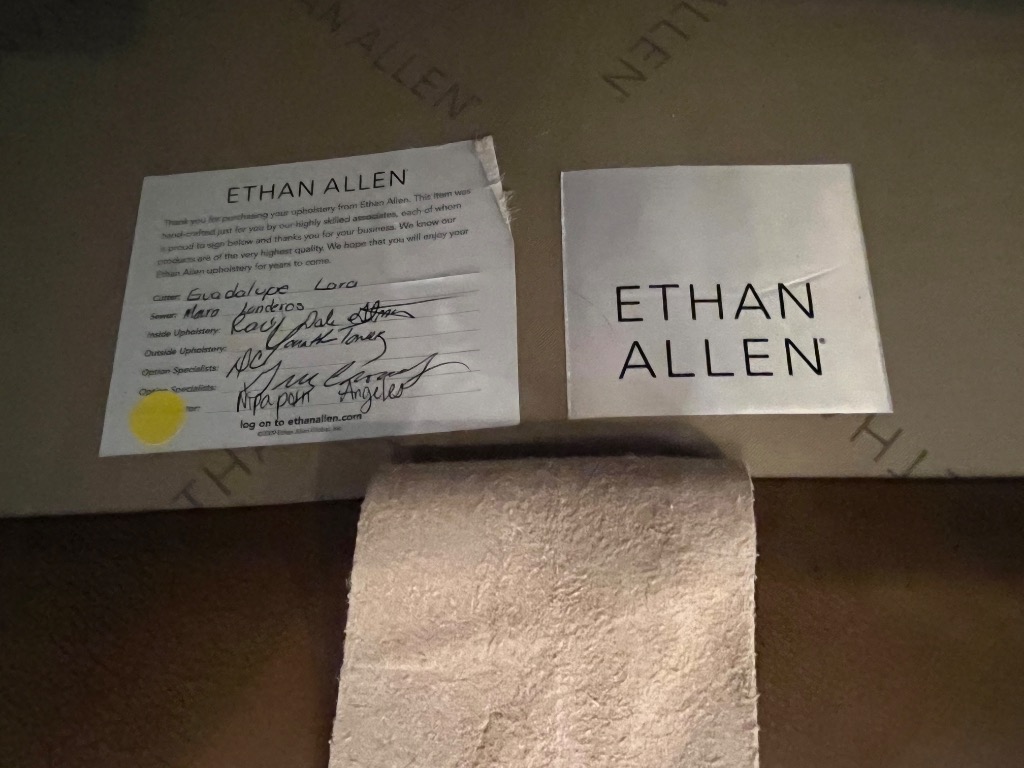 ETHAN ALLEN
ETHAN ALLEN
Thank you for purchasing your upholstery from Ethan Allen. This item was
hand-crafted just for you by our highly skilled associates, each of whom
is proud to sign below and thanks you for your business. We know our
products are of the very highest quality. We hope that you will enjoy your
Ethan Allen upholstery for years to come.
Cutter: Guadalupe Lora
Sewer: Landeros
Inside Upholstery:
Outside Upholstery:
Option Specialists:
Option Specialists:
Nipaporn Angeles
log on to ethanallen.com
ETHAN
ALLEN